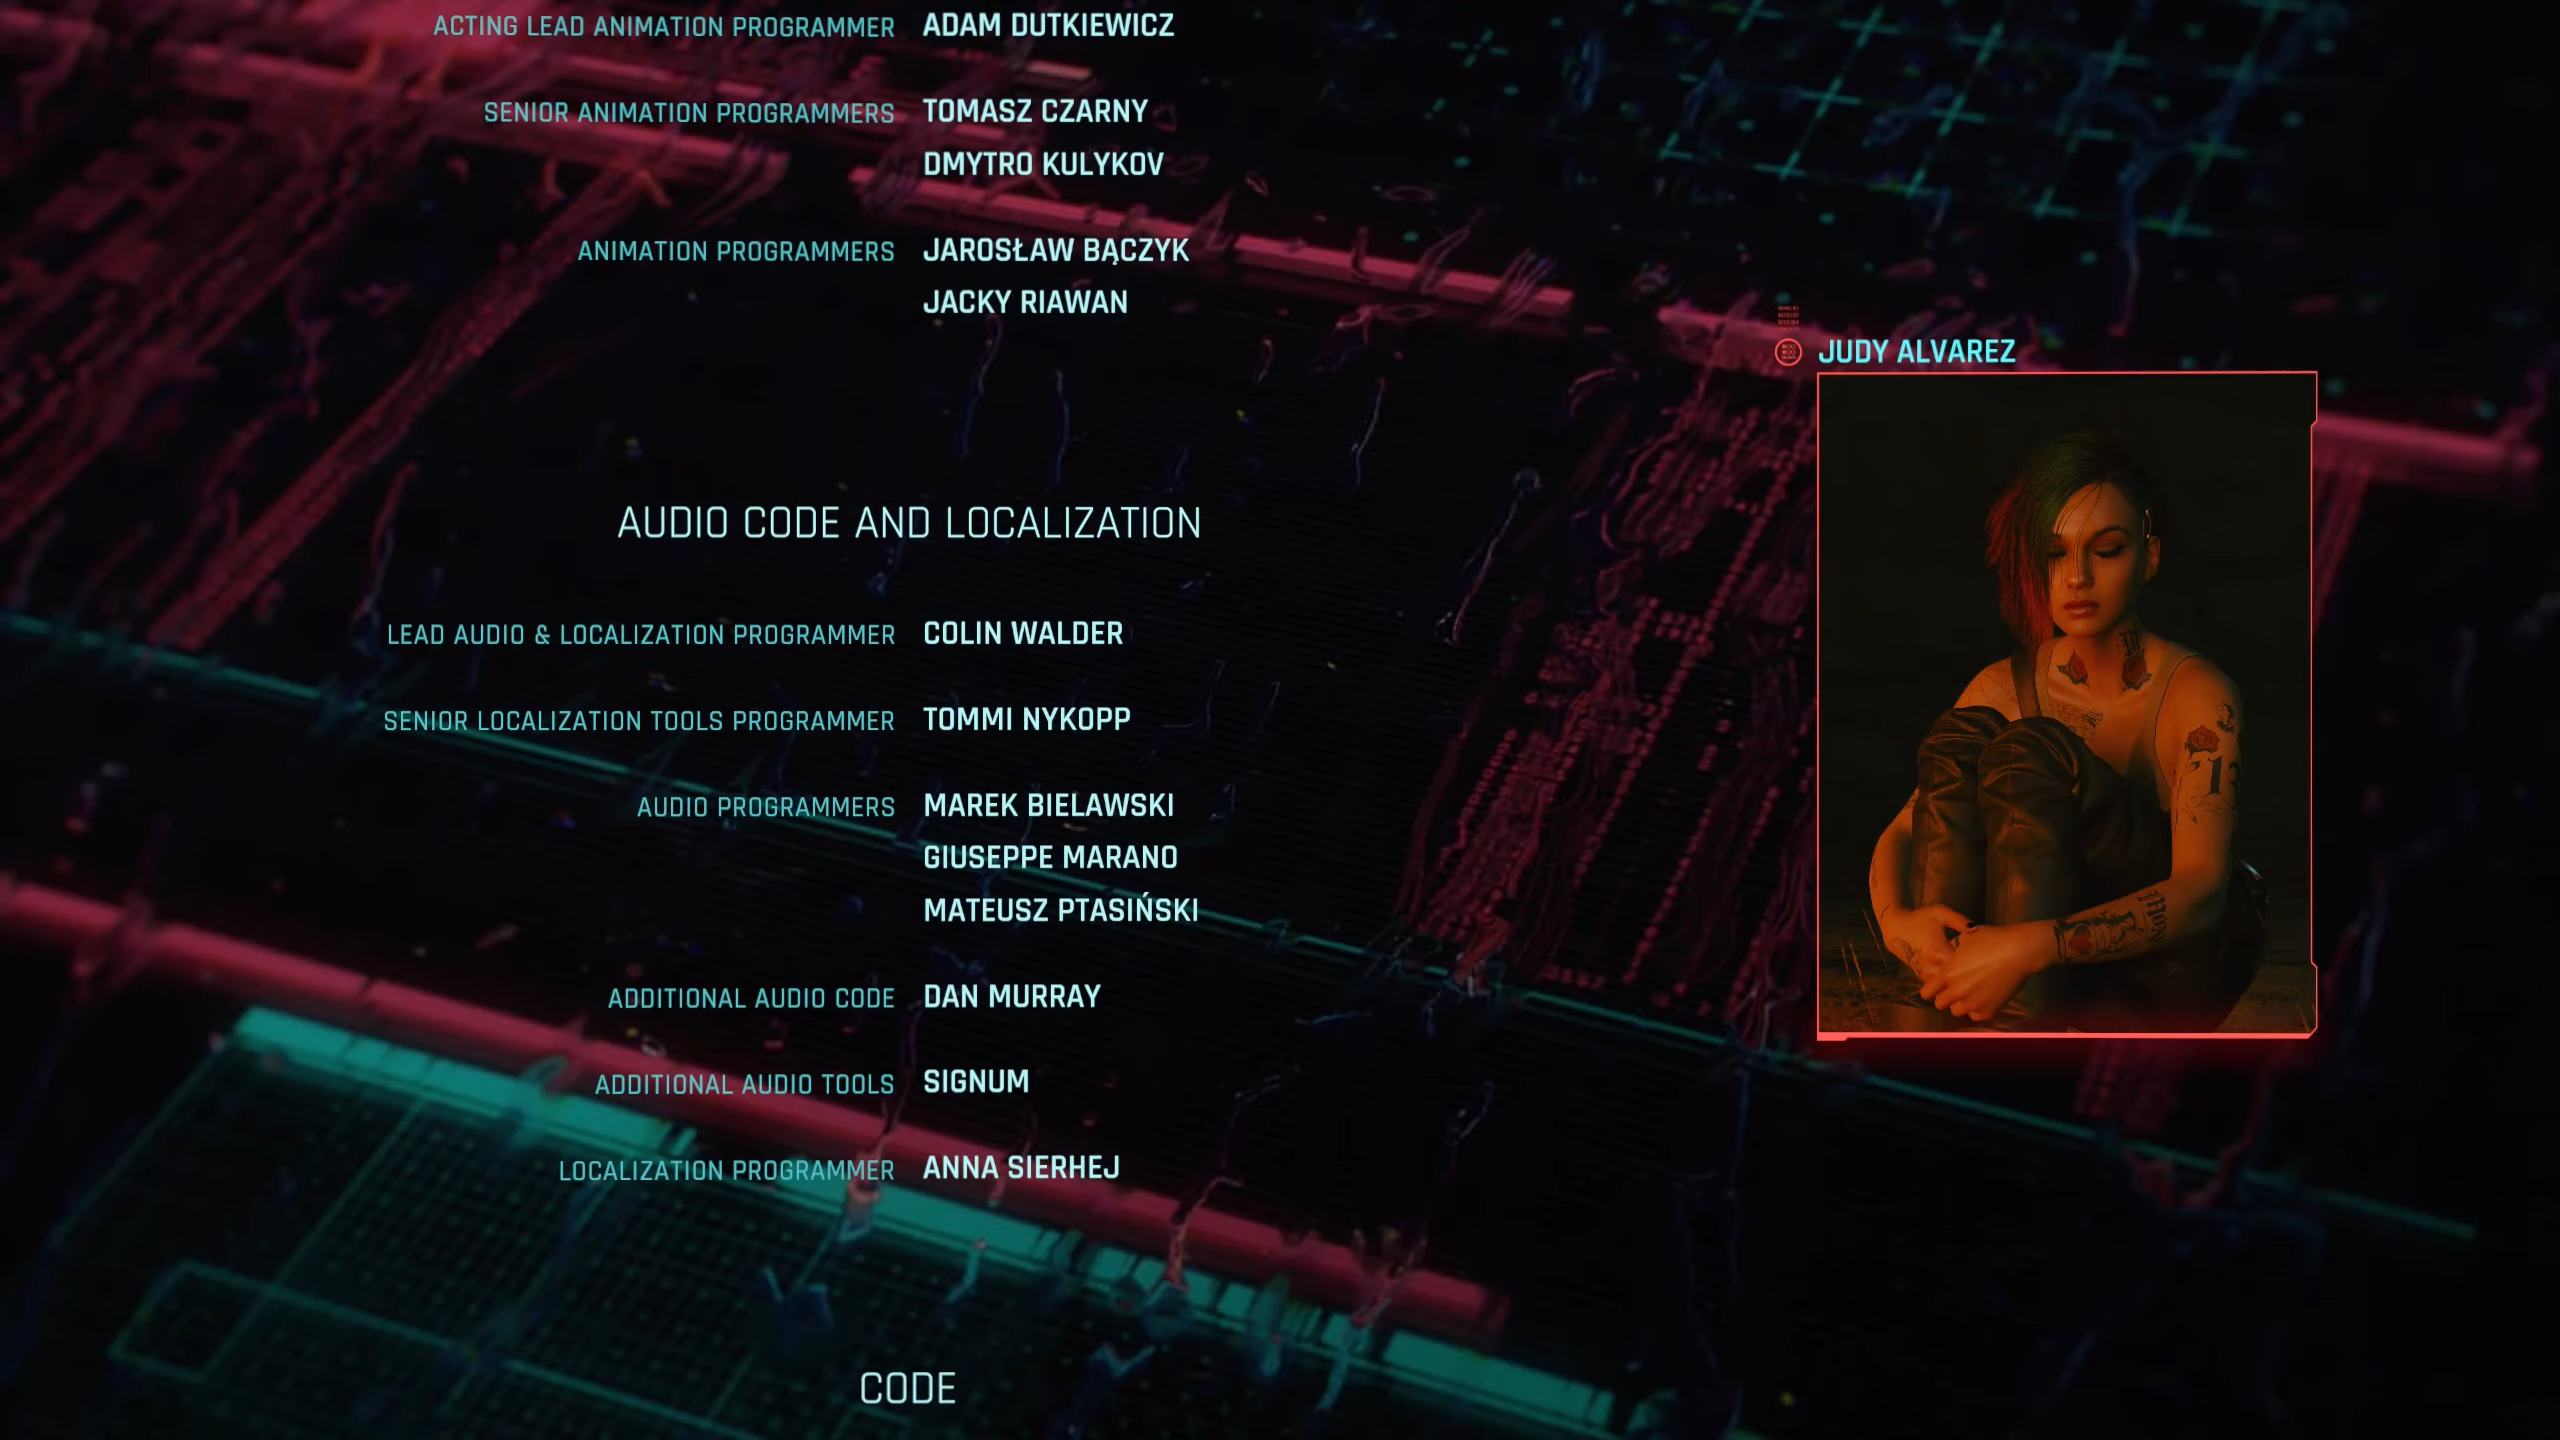 ACTING LEAD ANIMATION PROGRAMMER ADAM DUTKIEWICZ
SENIOR ANIMATION PROGRAMMERS TOMASZ CZARNY
DMYTRO KULYKOV
ANIMATION PROGRAMMERS JAROSŁAW BĄCZYK
JACKY RIAWAN
AUDIO CODE AND LOCALIZATION
LEAD AUDIO & LOCALIZATION PROGRAMMER COLIN WALDER
SENIOR LOCALIZATION TOOLS PROGRAMMER TOMMI NYKOPP
AUDIO PROGRAMMERS MAREK BIELAWSKI
GIUSEPPE MARANO
MATEUSZ PTASIŃSKI
ADDITIONAL AUDIO CODE DAN MURRAY
ADDITIONAL AUDIO TOOLS SIGNUM
LOCALIZATION PROGRAMMER ANNA SIERHEJ
CODE
JUDY ALVAREZ
13